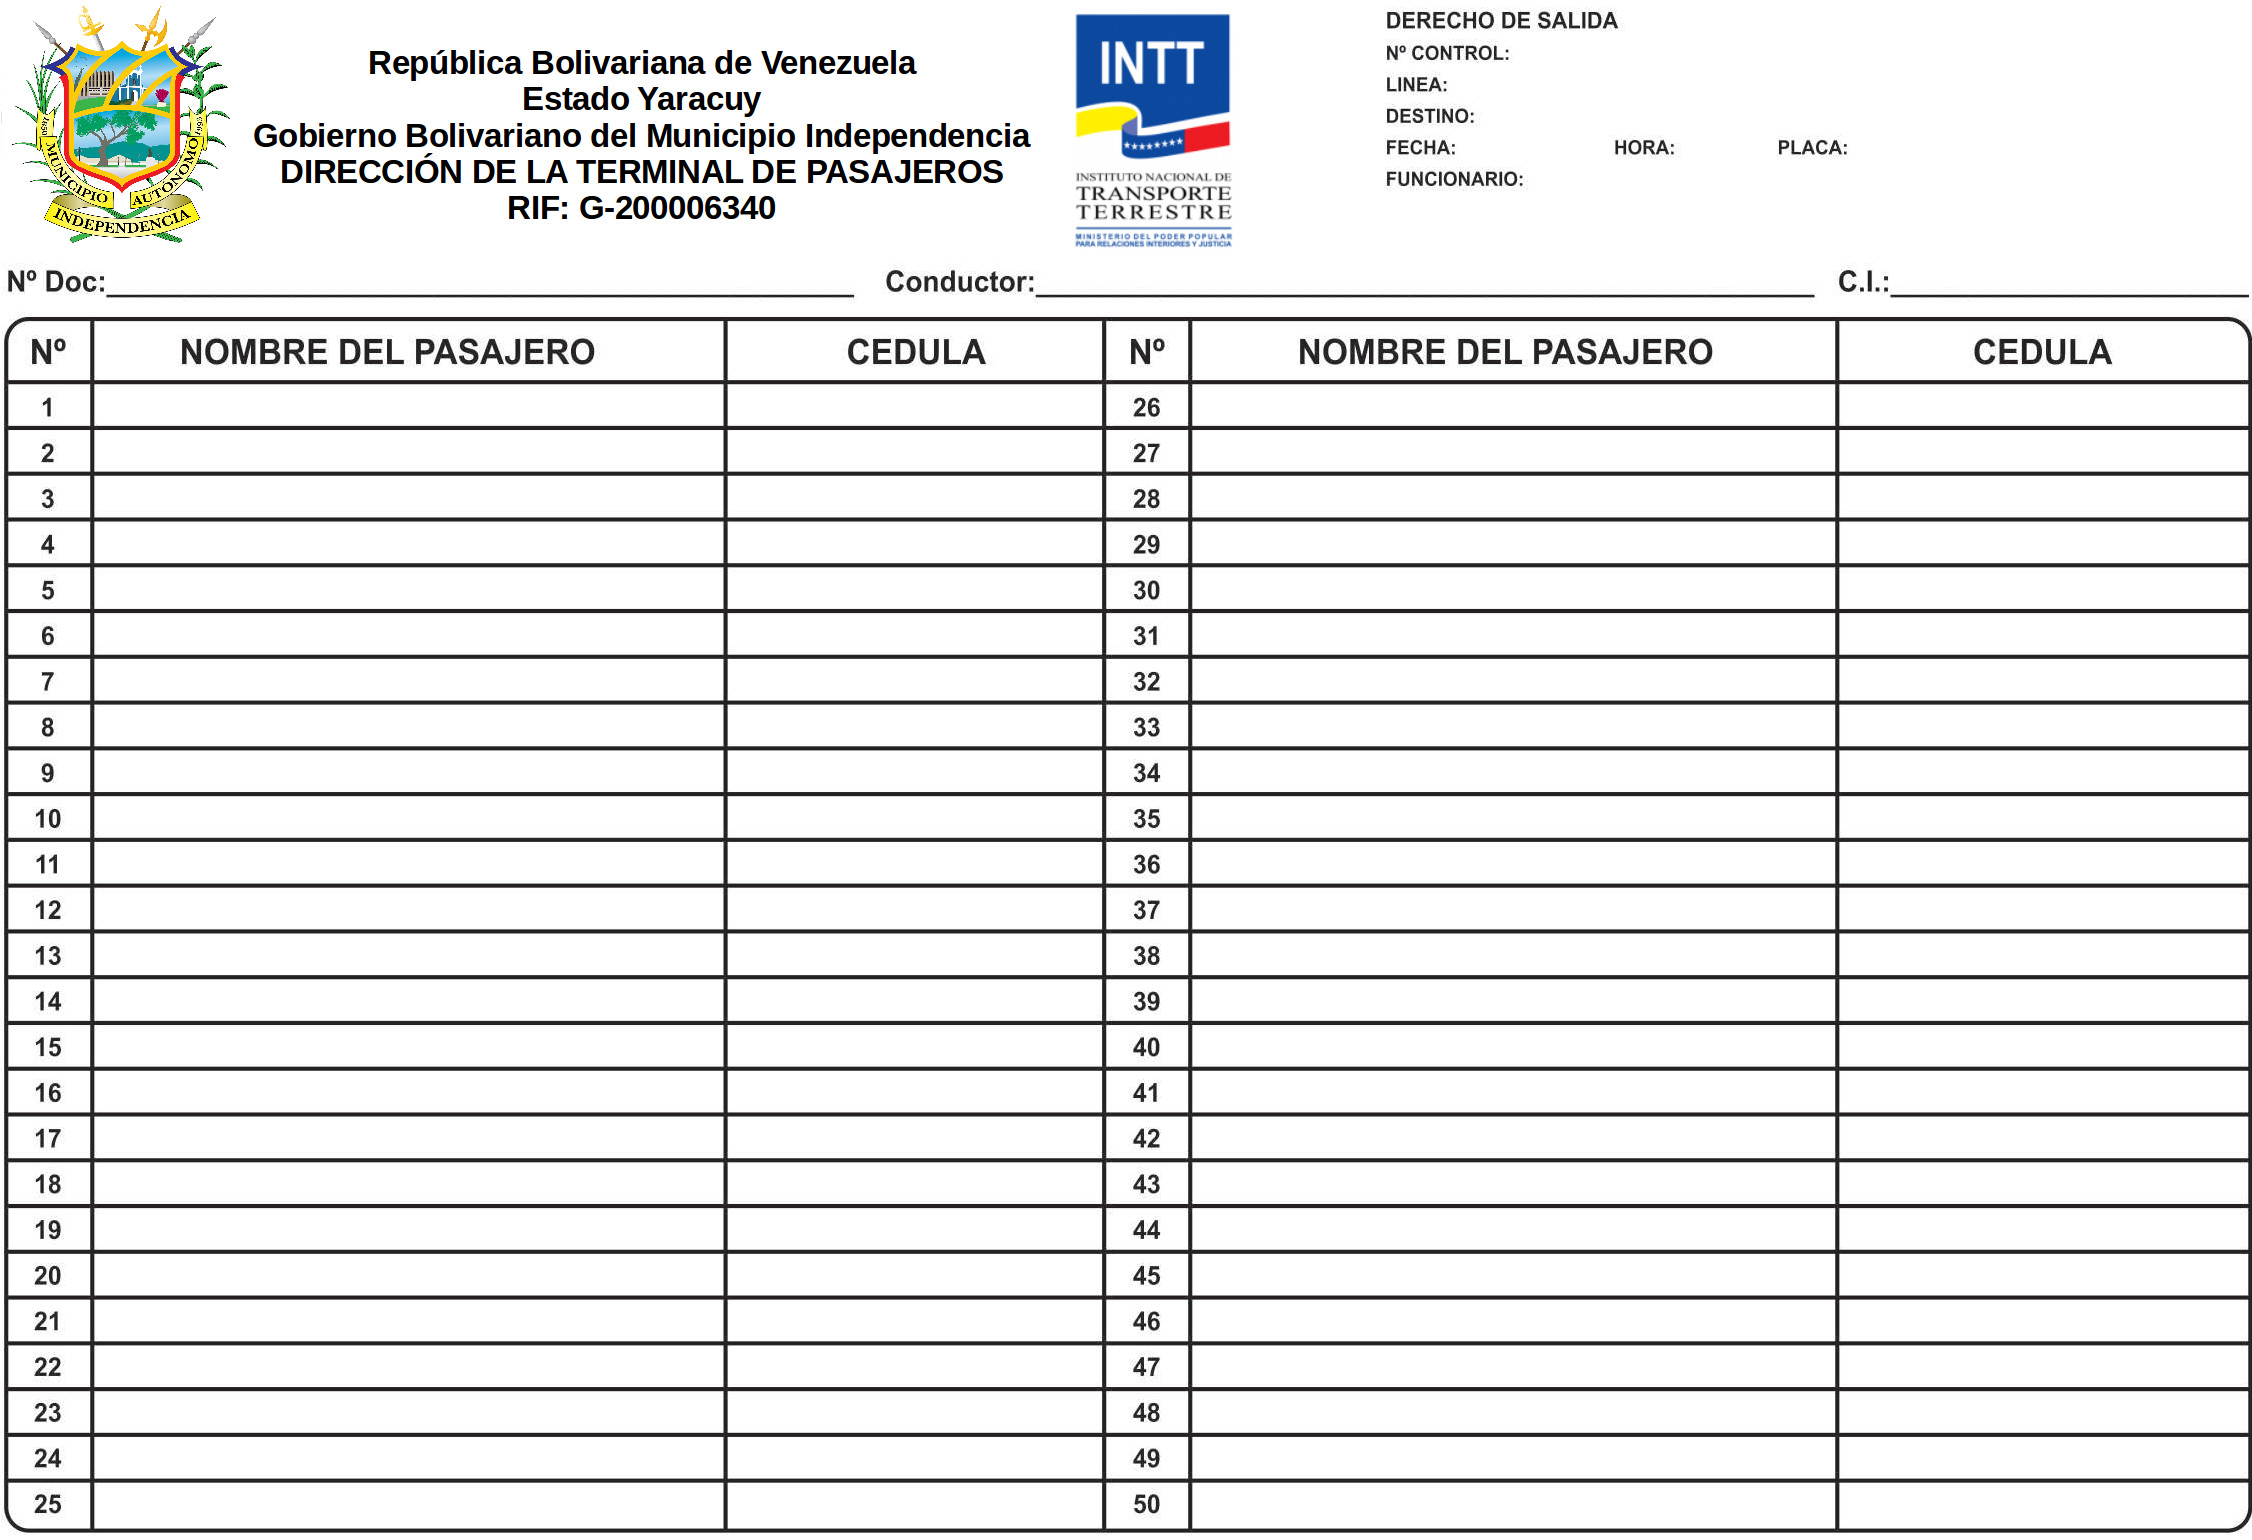 República Bolivariana de Venezuela
Estado Yaracuy
Gobierno Bolivariano del Municipio Independencia
DIRECCIÓN DE LA TERMINAL DE PASAJEROS
RIF: G-200006340
MUNICIPIO AUTÓNOMO
INDEPENDENCIA
INTT
INSTITUTO NACIONAL DE
TRANSPORTE
TERRESTRE
MINISTERIO DEL PODER POPULAR
PARA RELACIONES INTERIORES Y JUSTICIA
DERECHO DE SALIDA
Nº CONTROL:
LINEA:
DESTINO:
FECHA: HORA: PLACA:
FUNCIONARIO:
Nº Doc: Conductor: C.I.:
Nº NOMBRE DEL PASAJERO CEDULA Nº NOMBRE DEL PASAJERO CEDULA
1 26
2 27
3 28
4 29
5 30
6 31
7 32
8 33
9 34
10 35
11 36
12 37
13 38
14 39
15 40
16 41
17 42
18 43
19 44
20 45
21 46
22 47
23 48
24 49
25 50